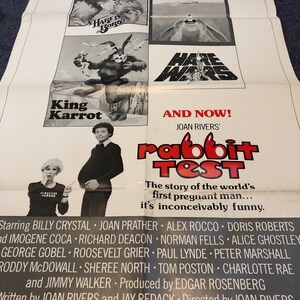 HARE
WARS
King
Karrot
AND NOW!
JOAN RIVERS'
rabbit
TEST
The story of the world's
first pregnant man...
it's inconceivably funny.
Starring BILLY CRYSTAL • JOAN PRATHER • ALEX ROCCO • DORIS ROBERTS
and IMOGENE COCA • RICHARD DEACON • NORMAN FELLS • ALICE GHOSTLEY
GEORGE GOBEL • ROOSEVELT GRIER • PAUL LYNDE • PETER MARSHALL
RODDY McDOWALL • SHEREE NORTH • TOM POSTON • CHARLOTTE RAE
and JIMMY WALKER • Produced by EDGAR ROSENBERG
Written by JOAN RIVERS and JAY REDACK • Directed by JOAN RIVERS